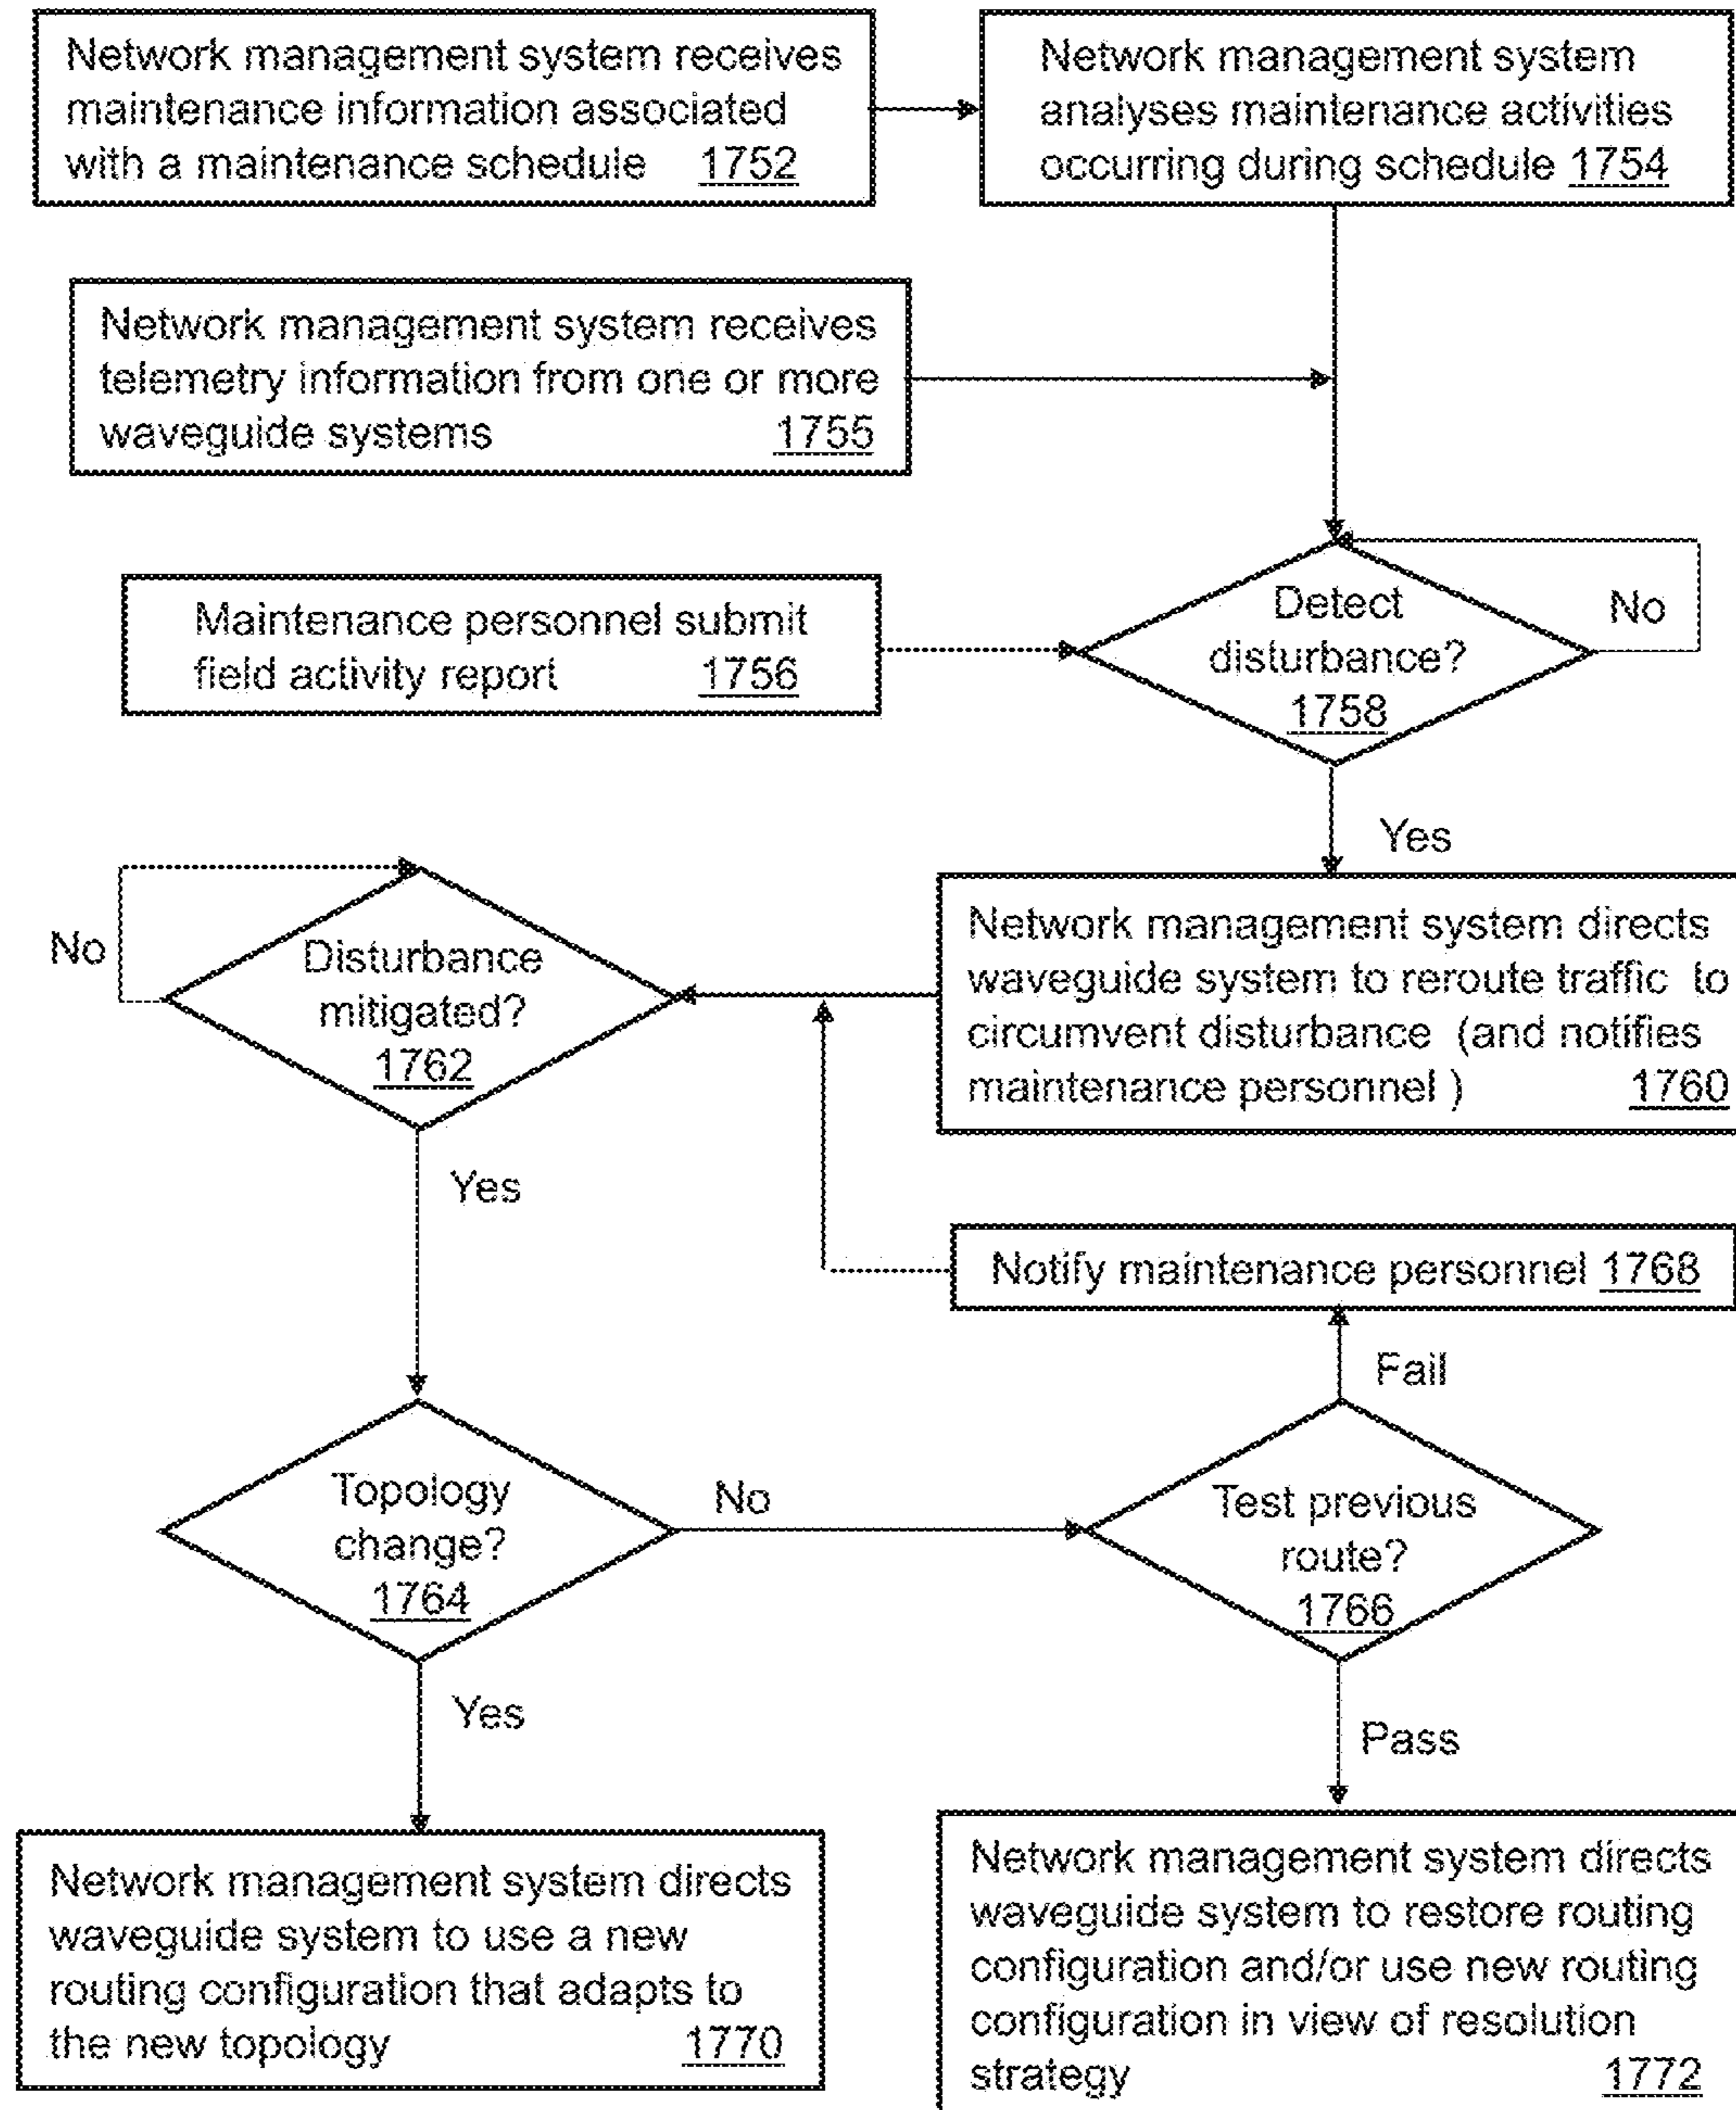 Network management system receives
maintenance information associated
with a maintenance schedule 1752
Network management system
analyses maintenance activities
occurring during schedule 1754
Network management system receives
telemetry information from one or more
waveguide systems 1755
Maintenance personnel submit
field activity report 1756
Detect
disturbance?
1758
No
Yes
Network management system directs
waveguide system to reroute traffic to
circumvent disturbance (and notifies
maintenance personnel ) 1760
No
Disturbance
mitigated?
1762
Yes
Notify maintenance personnel 1768
Fail
Topology
change?
1764
No
Test previous
route?
1766
Yes
Pass
Network management system directs
waveguide system to use a new
routing configuration that adapts to
the new topology 1770
Network management system directs
waveguide system to restore routing
configuration and/or use new routing
configuration in view of resolution
strategy 1772